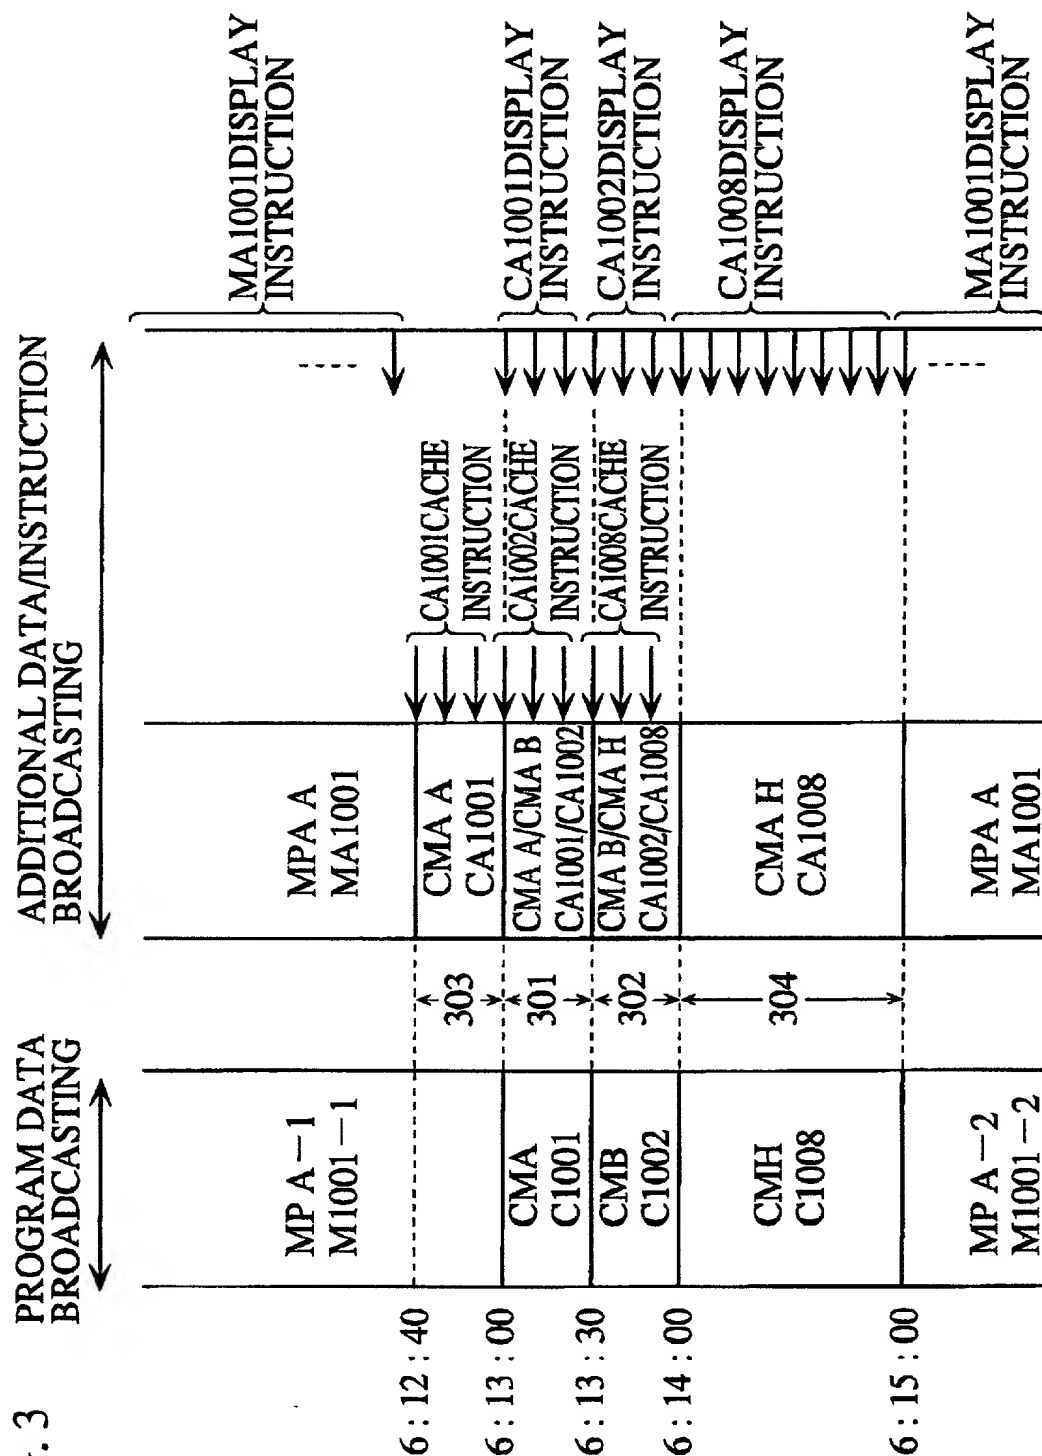 . 3
PROGRAM DATA
BROADCASTING
ADDITIONAL DATA/INSTRUCTION
BROADCASTING
6 : 12 : 40
6 : 13 : 00
6 : 13 : 30
6 : 14 : 00
6 : 15 : 00
MP A−1
M1001−1
CMA
C1001
CMB
C1002
CMH
C1008
MP A−2
M1001−2
303
301
302
304
MPA A
MA1001
CMA A
CA1001
CMA A/CMA B
CA1001/CA1002
CMA B/CMA H
CA1002/CA1008
CMA H
CA1008
MPA A
MA1001
CA1001CACHE
INSTRUCTION
CA1002CACHE
INSTRUCTION
CA1008CACHE
INSTRUCTION
MA1001DISPLAY
INSTRUCTION
CA1001DISPLAY
INSTRUCTION
CA1002DISPLAY
INSTRUCTION
CA1008DISPLAY
INSTRUCTION
MA1001DISPLAY
INSTRUCTION